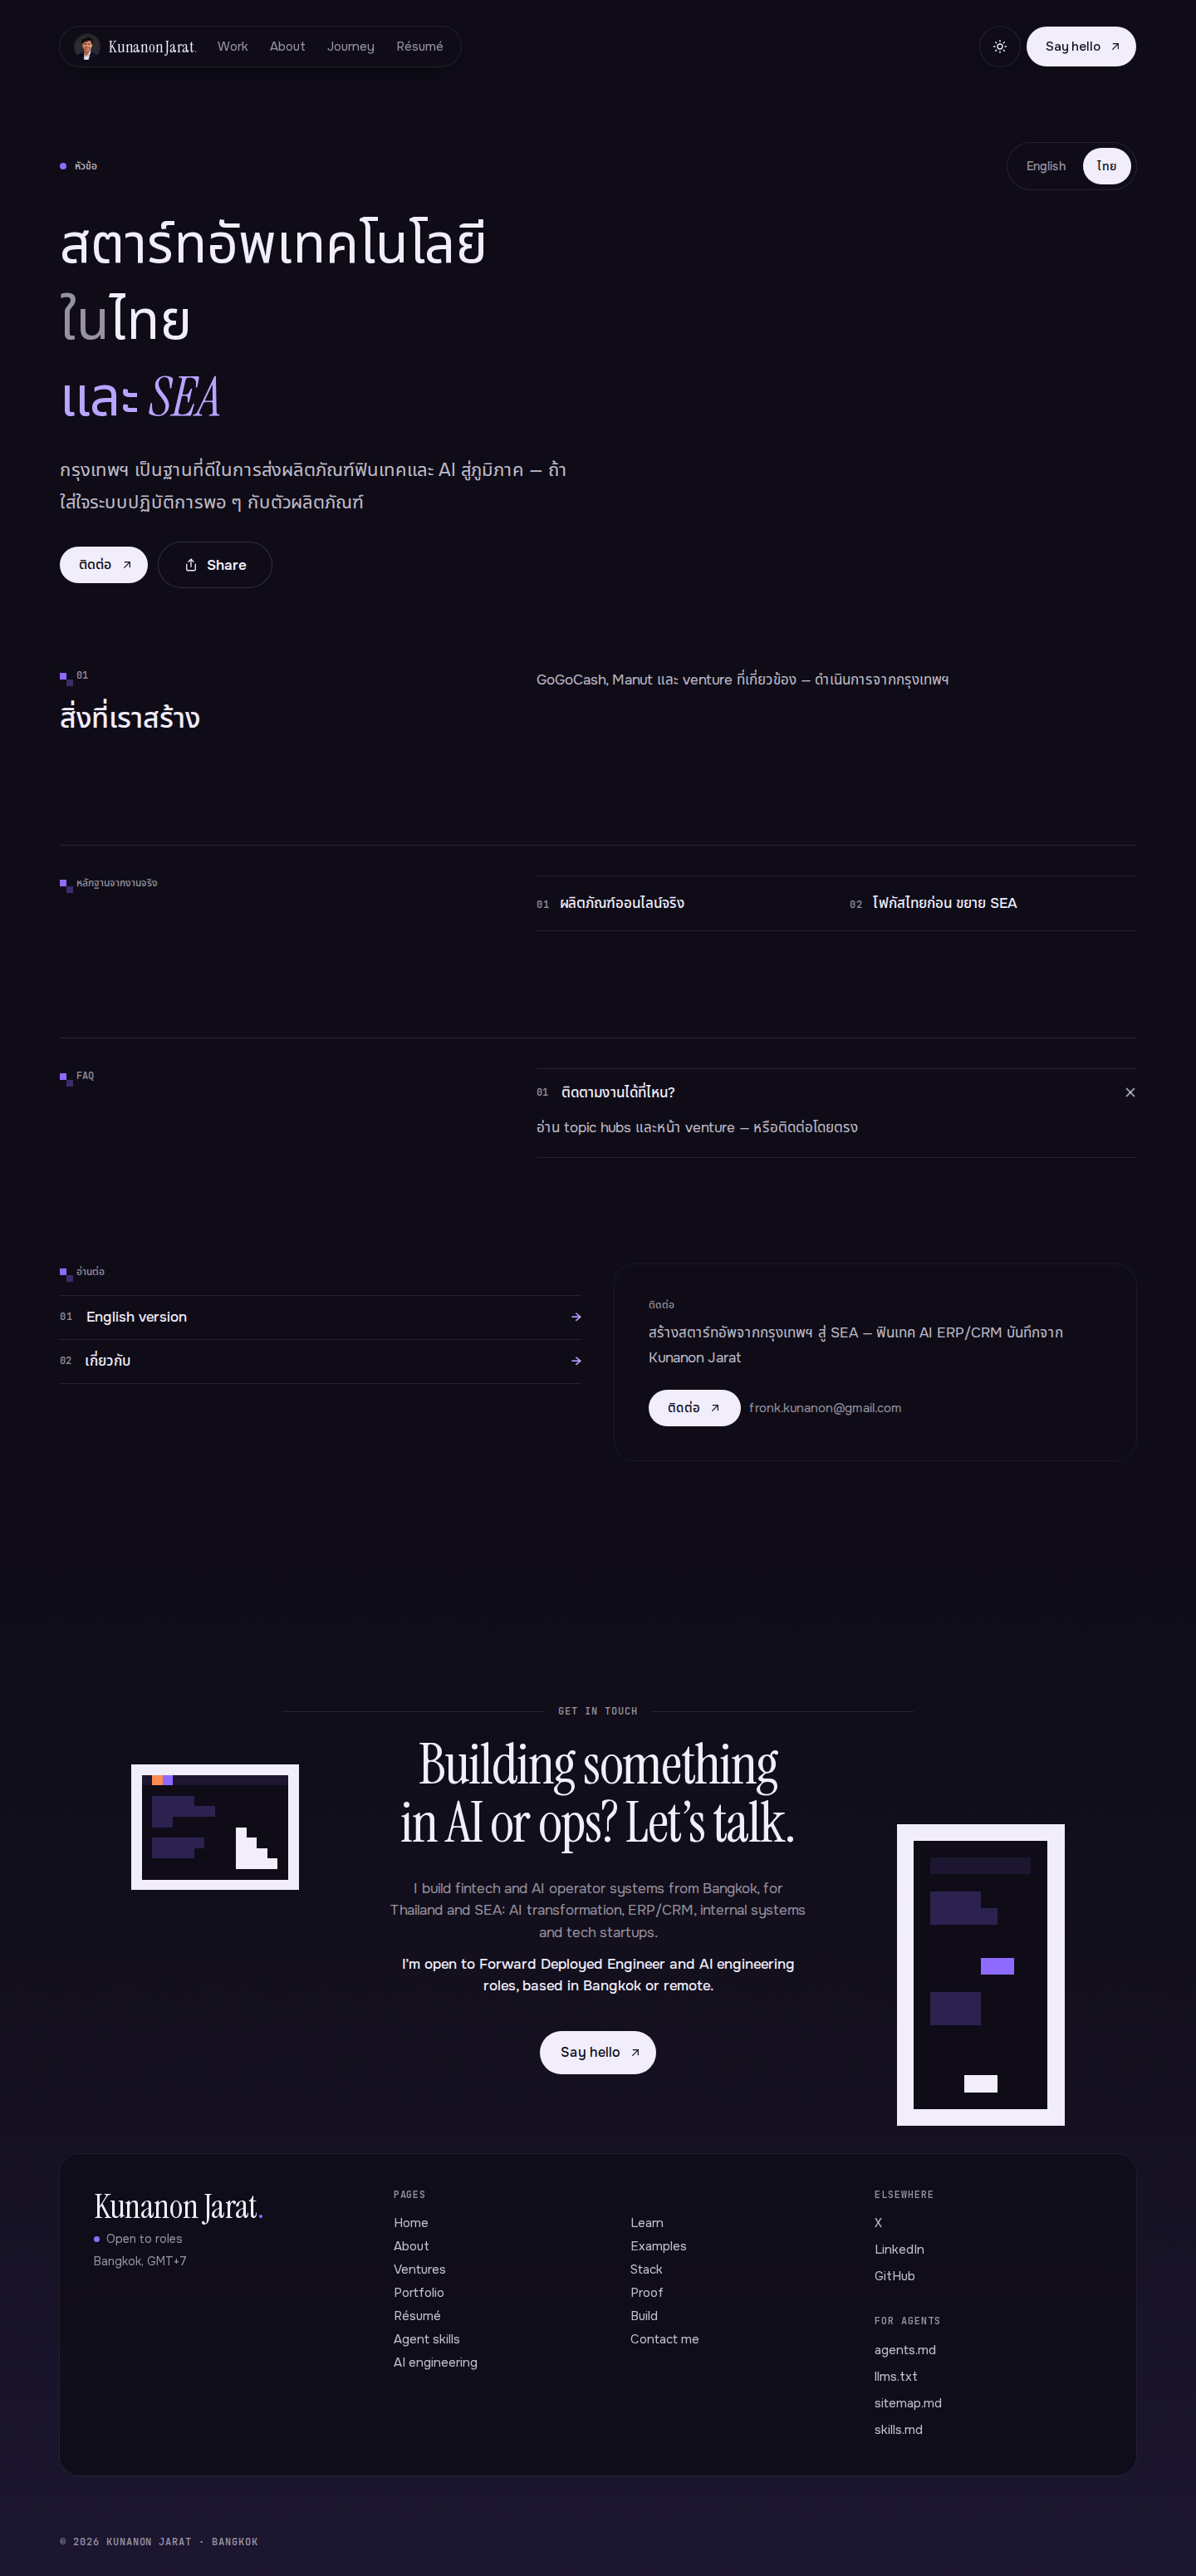 Kunanon Jarat.
Work
About
Journey
Résumé
Say hello
หัวข้อ
English
ไทย
สตาร์ทอัพเทคโนโลยี
ในไทย
และ SEA
กรุงเทพฯ เป็นฐานที่ดีในการส่งผลิตภัณฑ์ฟินเทคและ AI สู่ภูมิภาค — ถ้า
ใส่ใจระบบปฏิบัติการพอ ๆ กับตัวผลิตภัณฑ์
ติดต่อ
Share
01
สิ่งที่เราสร้าง
GoGoCash, Manut และ venture ที่เกี่ยวข้อง — ดำเนินการจากกรุงเทพฯ
หลักฐานจากงานจริง
01 ผลิตภัณฑ์ออนไลน์จริง
02 โฟกัสไทยก่อน ขยาย SEA
FAQ
01 ติดตามงานได้ที่ไหน?
อ่าน topic hubs และหน้า venture — หรือติดต่อโดยตรง
อ่านต่อ
01 English version
02 เกี่ยวกับ
ติดต่อ
สร้างสตาร์ทอัพจากกรุงเทพฯ สู่ SEA — ฟินเทค AI ERP/CRM บันทึกจาก
Kunanon Jarat
ติดต่อ
fronk.kunanon@gmail.com
GET IN TOUCH
Building something
in AI or ops? Let’s talk.
I build fintech and AI operator systems from Bangkok, for
Thailand and SEA: AI transformation, ERP/CRM, internal systems
and tech startups.
I’m open to Forward Deployed Engineer and AI engineering
roles, based in Bangkok or remote.
Say hello
Kunanon Jarat.
Open to roles
Bangkok, GMT+7
PAGES
Home
About
Ventures
Portfolio
Résumé
Agent skills
AI engineering
Learn
Examples
Stack
Proof
Build
Contact me
ELSEWHERE
X
LinkedIn
GitHub
FOR AGENTS
agents.md
llms.txt
sitemap.md
skills.md
© 2026 KUNANON JARAT · BANGKOK